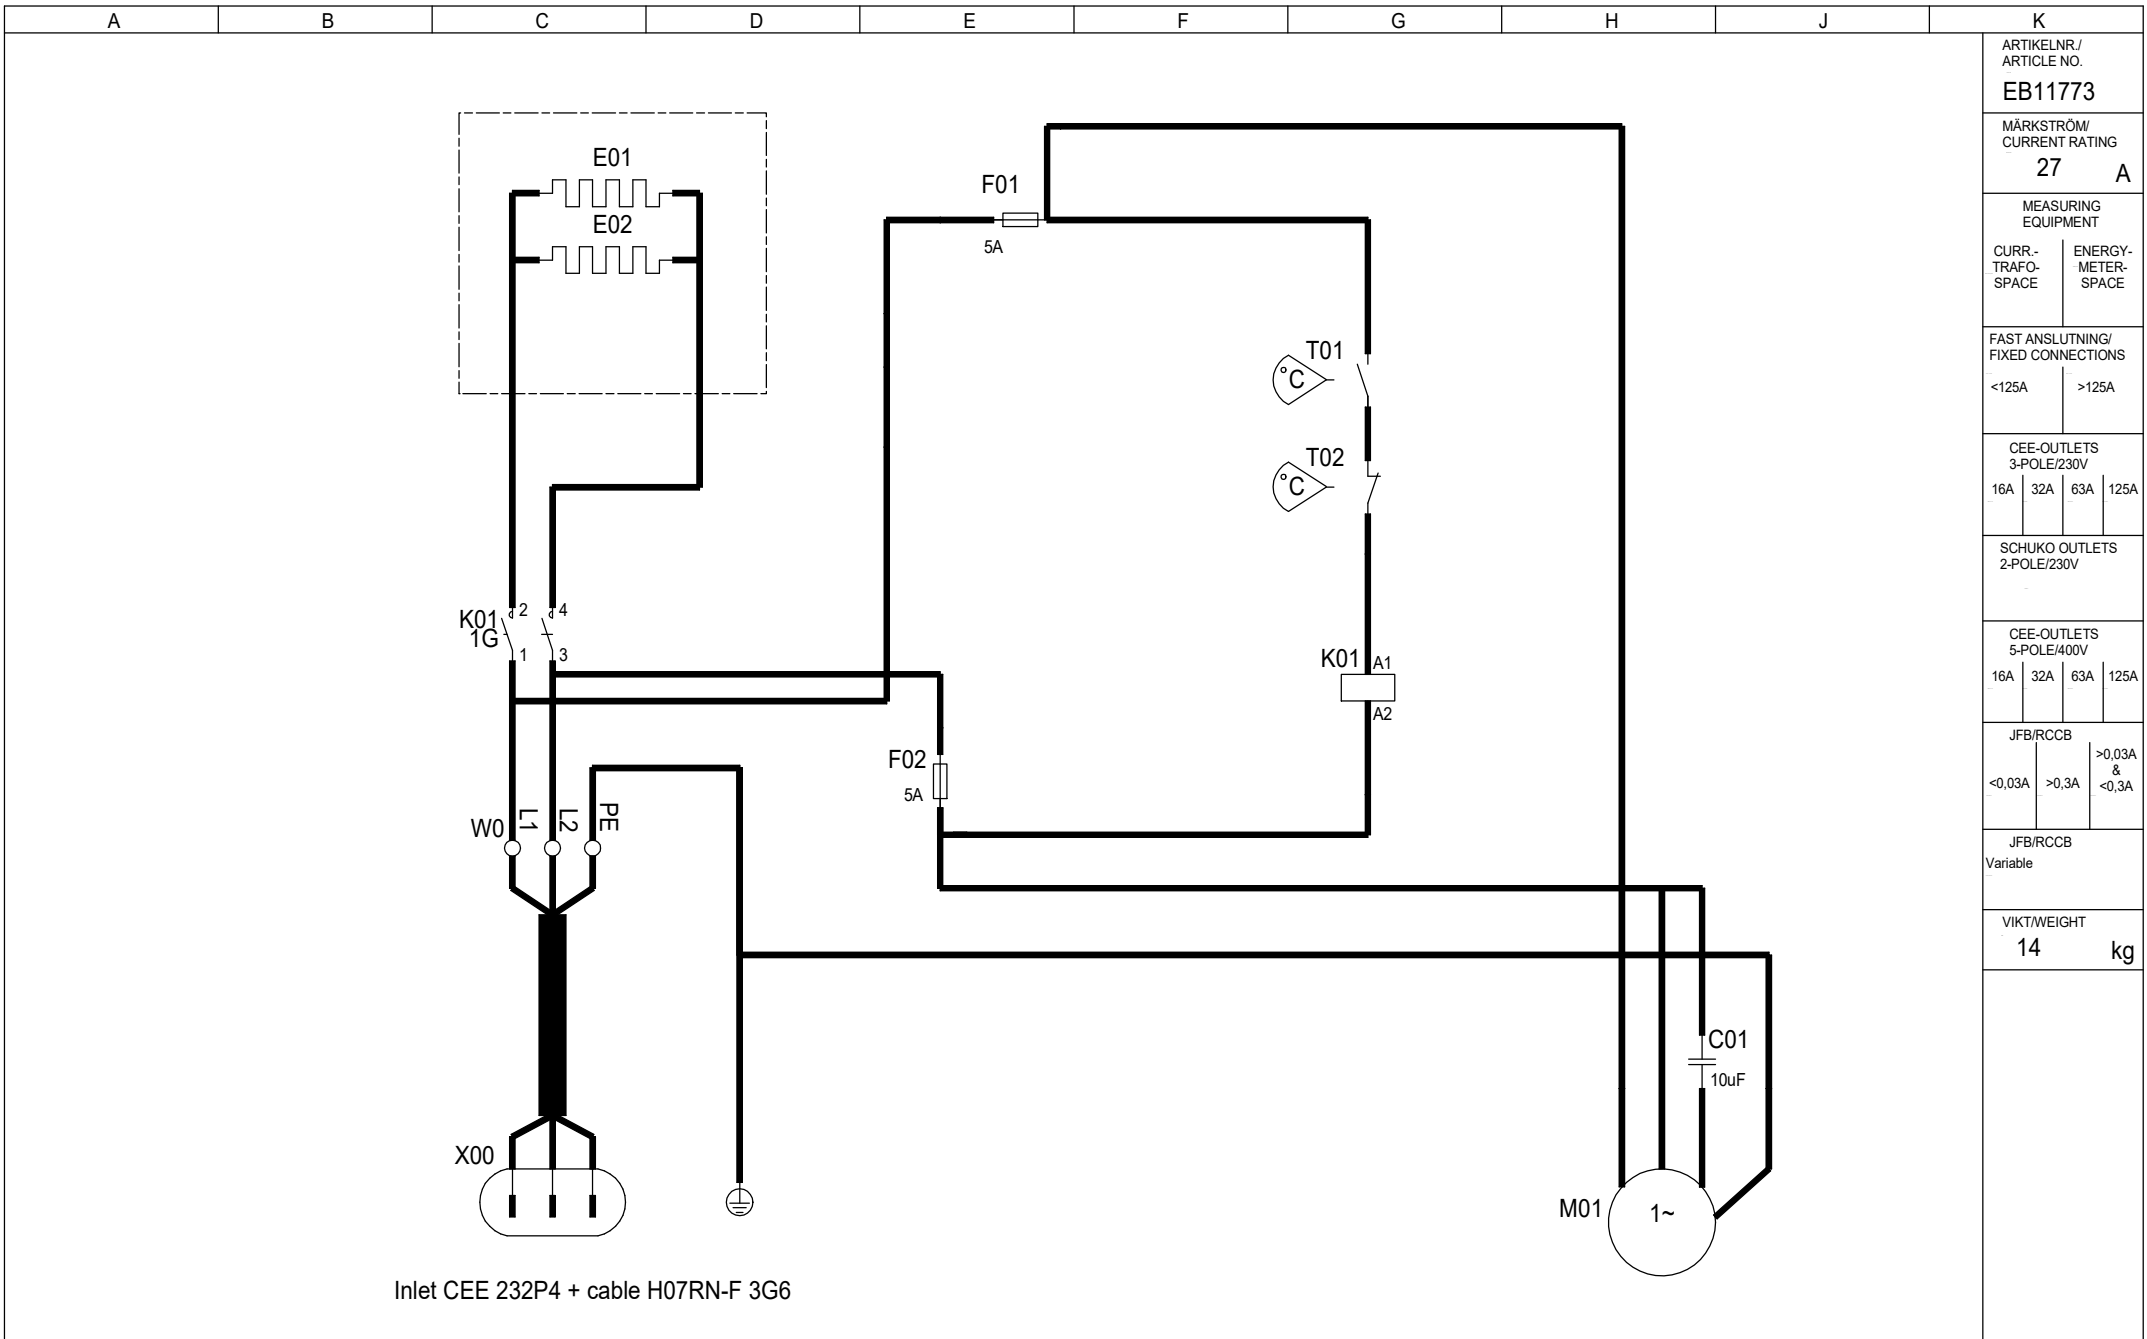 A B C D E F G H J K
ARTIKELNR./
ARTICLE NO.
EB11773
MÄRKSTRÖM/
CURRENT RATING
27 A
MEASURING
EQUIPMENT
CURR.-
TRAFO-
SPACE
ENERGY-
METER-
SPACE
FAST ANSLUTNING/
FIXED CONNECTIONS
<125A >125A
CEE-OUTLETS
3-POLE/230V
16A 32A 63A 125A
SCHUKO OUTLETS
2-POLE/230V
CEE-OUTLETS
5-POLE/400V
16A 32A 63A 125A
JFB/RCCB
<0,03A >0,3A
>0,03A
&
<0,3A
JFB/RCCB
Variable
VIKT/WEIGHT
14 kg
E01
E02
F01
5A
T01
°C
T02
°C
K01
1G
2 4
1 3
K01
A1
A2
F02
5A
W0
L1 L2 PE
C01
10uF
X00
M01
1~
Inlet CEE 232P4 + cable H07RN-F 3G6